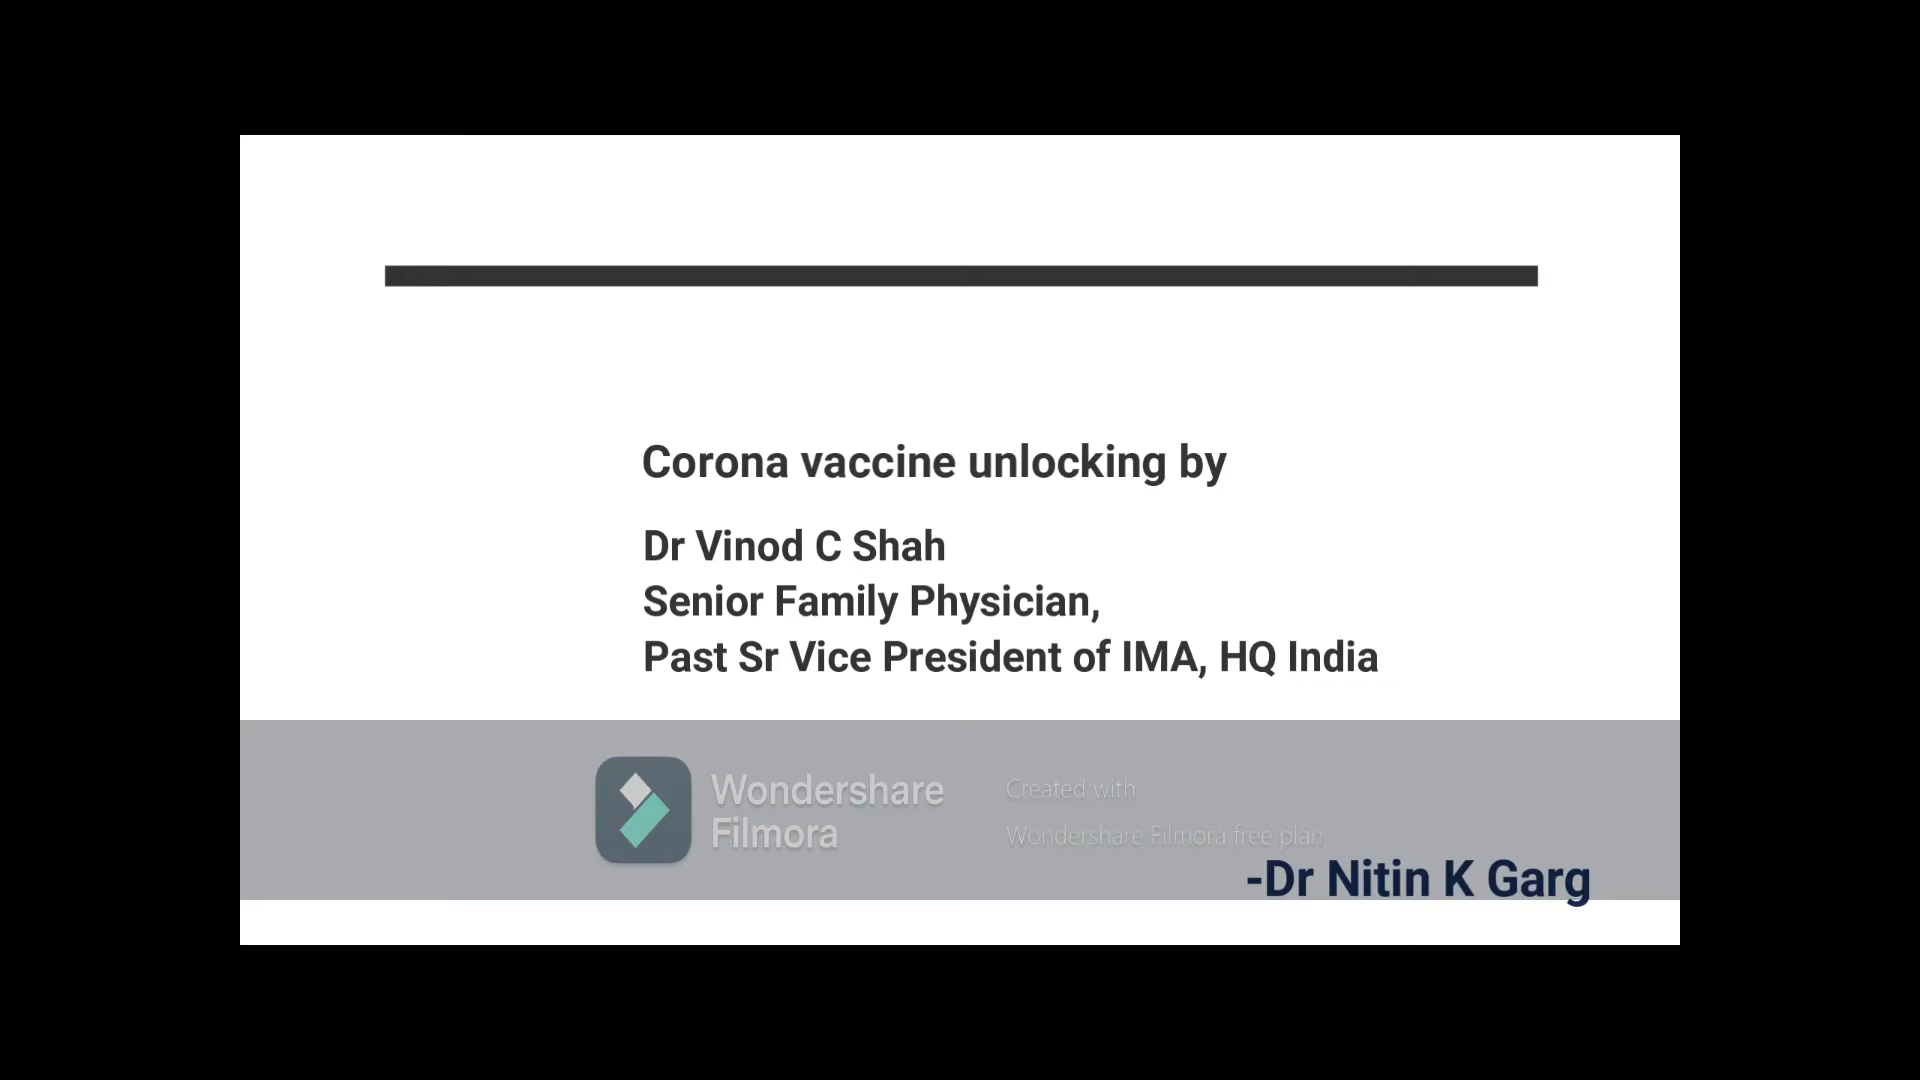 Corona vaccine unlocking by
Dr Vinod C Shah
Senior Family Physician,
Past Sr Vice President of IMA, HQ India
Wondershare
Filmora
Created with
Wondershare Filmora free plan
-Dr Nitin K Garg